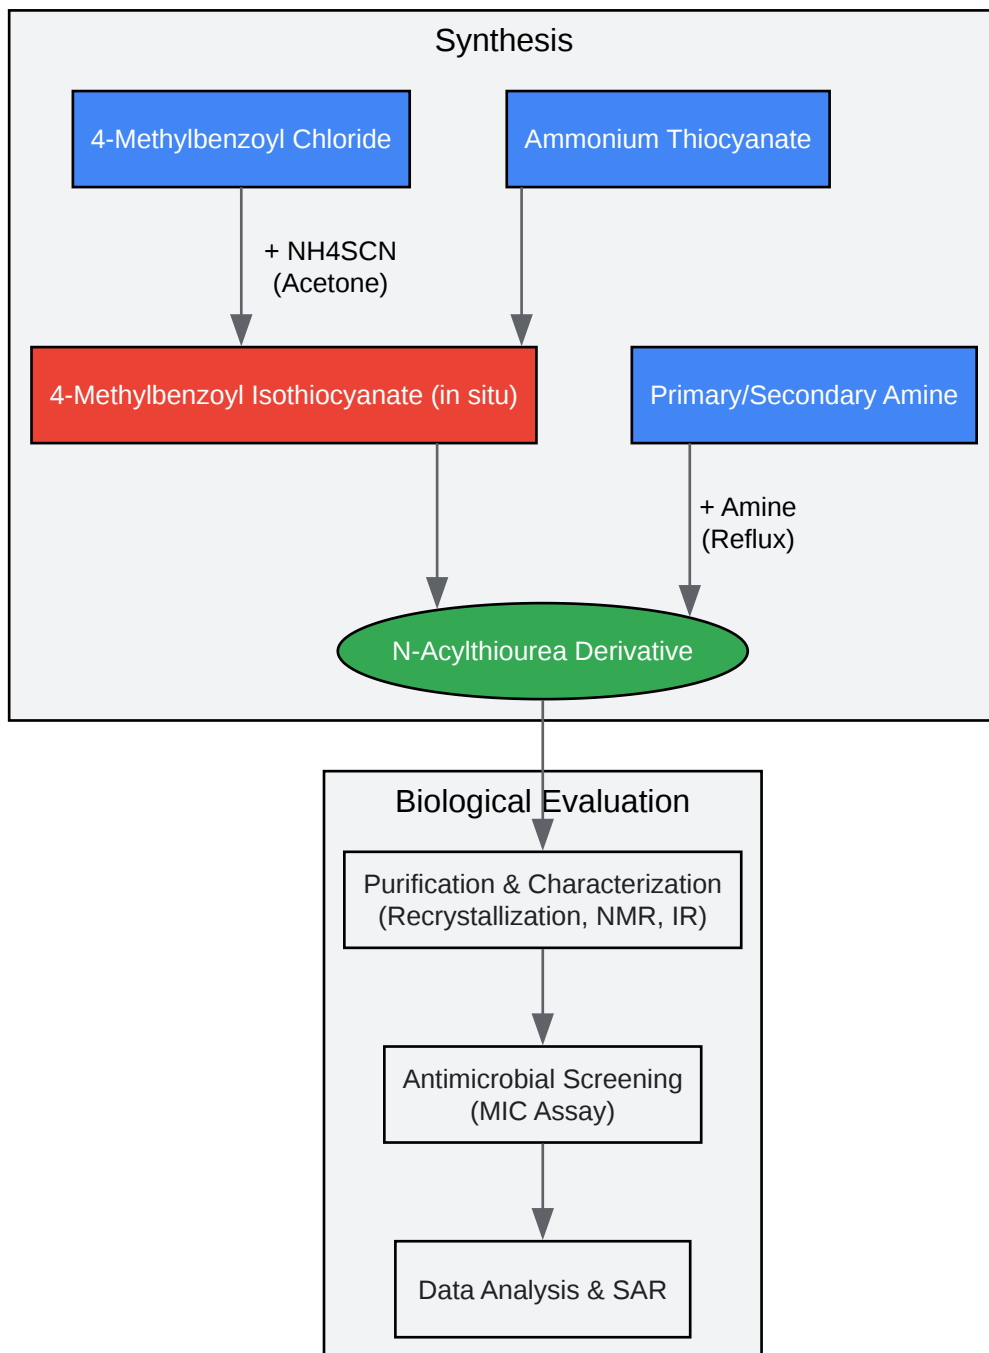 Synthesis
4-Methylbenzoyl Chloride
Ammonium Thiocyanate
+ NH4SCN
(Acetone)
4-Methylbenzoyl Isothiocyanate (in situ)
Primary/Secondary Amine
+ Amine
(Reflux)
N-Acylthiourea Derivative
Biological Evaluation
Purification & Characterization
(Recrystallization, NMR, IR)
Antimicrobial Screening
(MIC Assay)
Data Analysis & SAR